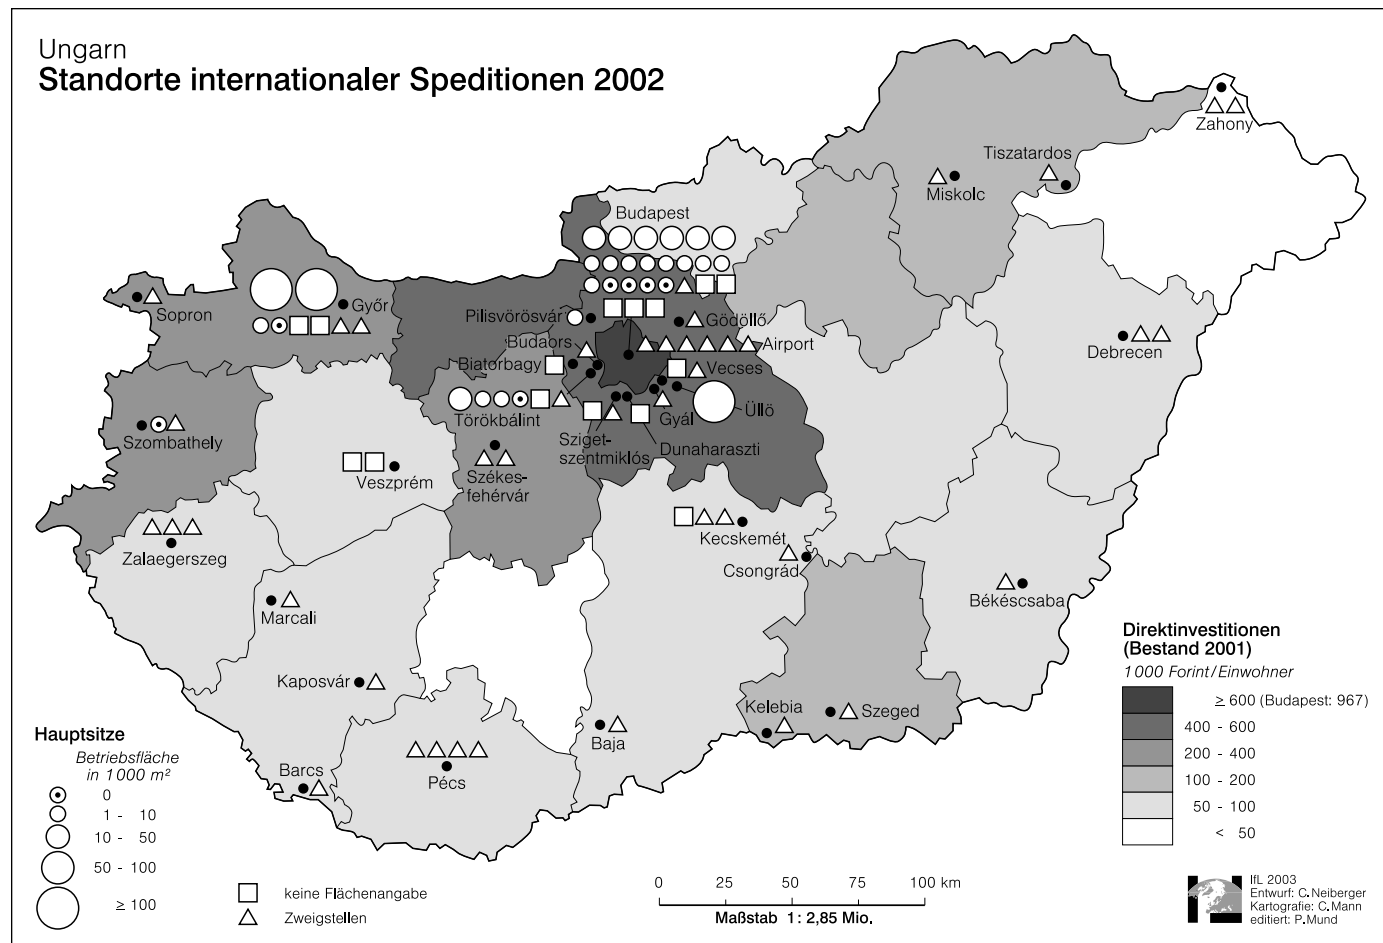 Ungarn
Standorte internationaler Speditionen 2002
Zahony
Tiszatardos
Miskolc
Budapest
Sopron
Győr
Pilisvörösvár
Gödöllő
Budaors
Airport
Biatorbagy
Vecses
Debrecen
Törökbálint
Gyál
Üllö
Szombathely
Sziget-
szentmiklós
Dunaharaszti
Veszprém
Székes-
fehérvár
Kecskemét
Zalaegerszeg
Csongrád
Békéscsaba
Marcali
Kaposvár
Kelebia
Szeged
Baja
Barcs
Pécs
Hauptsitze
Betriebsfläche
in 1000 m²
0
1 - 10
10 - 50
50 - 100
≥ 100
keine Flächenangabe
Zweigstellen
0 25 50 75 100 km
Maßstab 1 : 2,85 Mio.
Direktinvestitionen
(Bestand 2001)
1000 Forint/Einwohner
≥ 600 (Budapest: 967)
400 - 600
200 - 400
100 - 200
50 - 100
< 50
IfL 2003
Entwurf: C. Neiberger
Kartografie: C. Mann
editiert: P. Mund